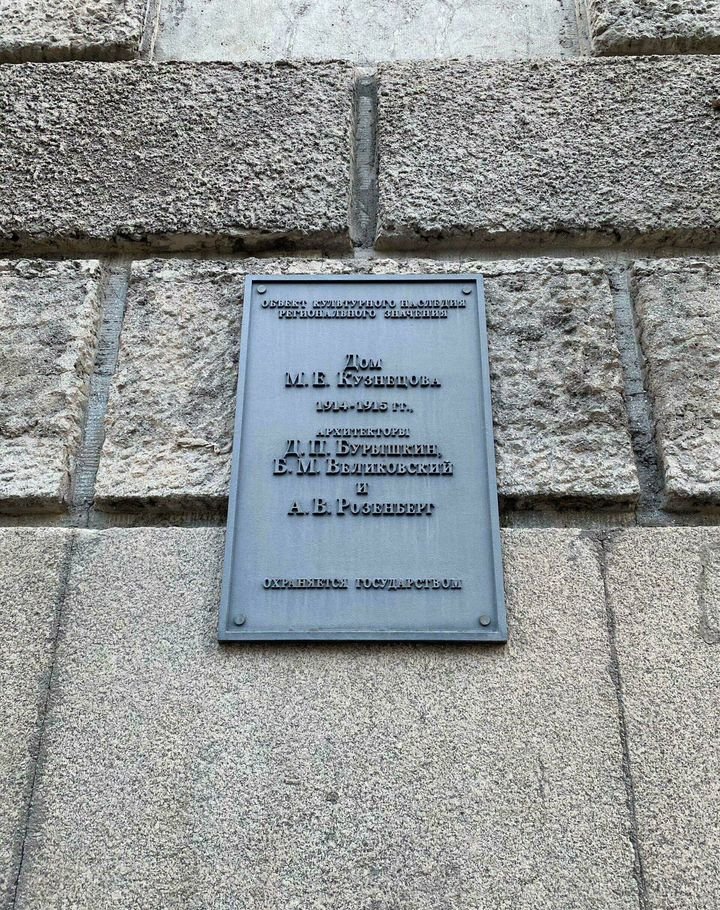 ОБЪЕКТ КУЛЬТУРНОГО НАСЛЕДИЯ
РЕГИОНАЛЬНОГО ЗНАЧЕНИЯ
ДОМ
М. Е. КУЗНЕЦОВА
1914-1915 ГГ.,
АРХИТЕКТОРЫ
Д. П. БУРЫШКИН,
Б. М. ВЕЛИКОВСКИЙ
И
А. В. РОЗЕНБЕРГ
ОХРАНЯЕТСЯ ГОСУДАРСТВОМ